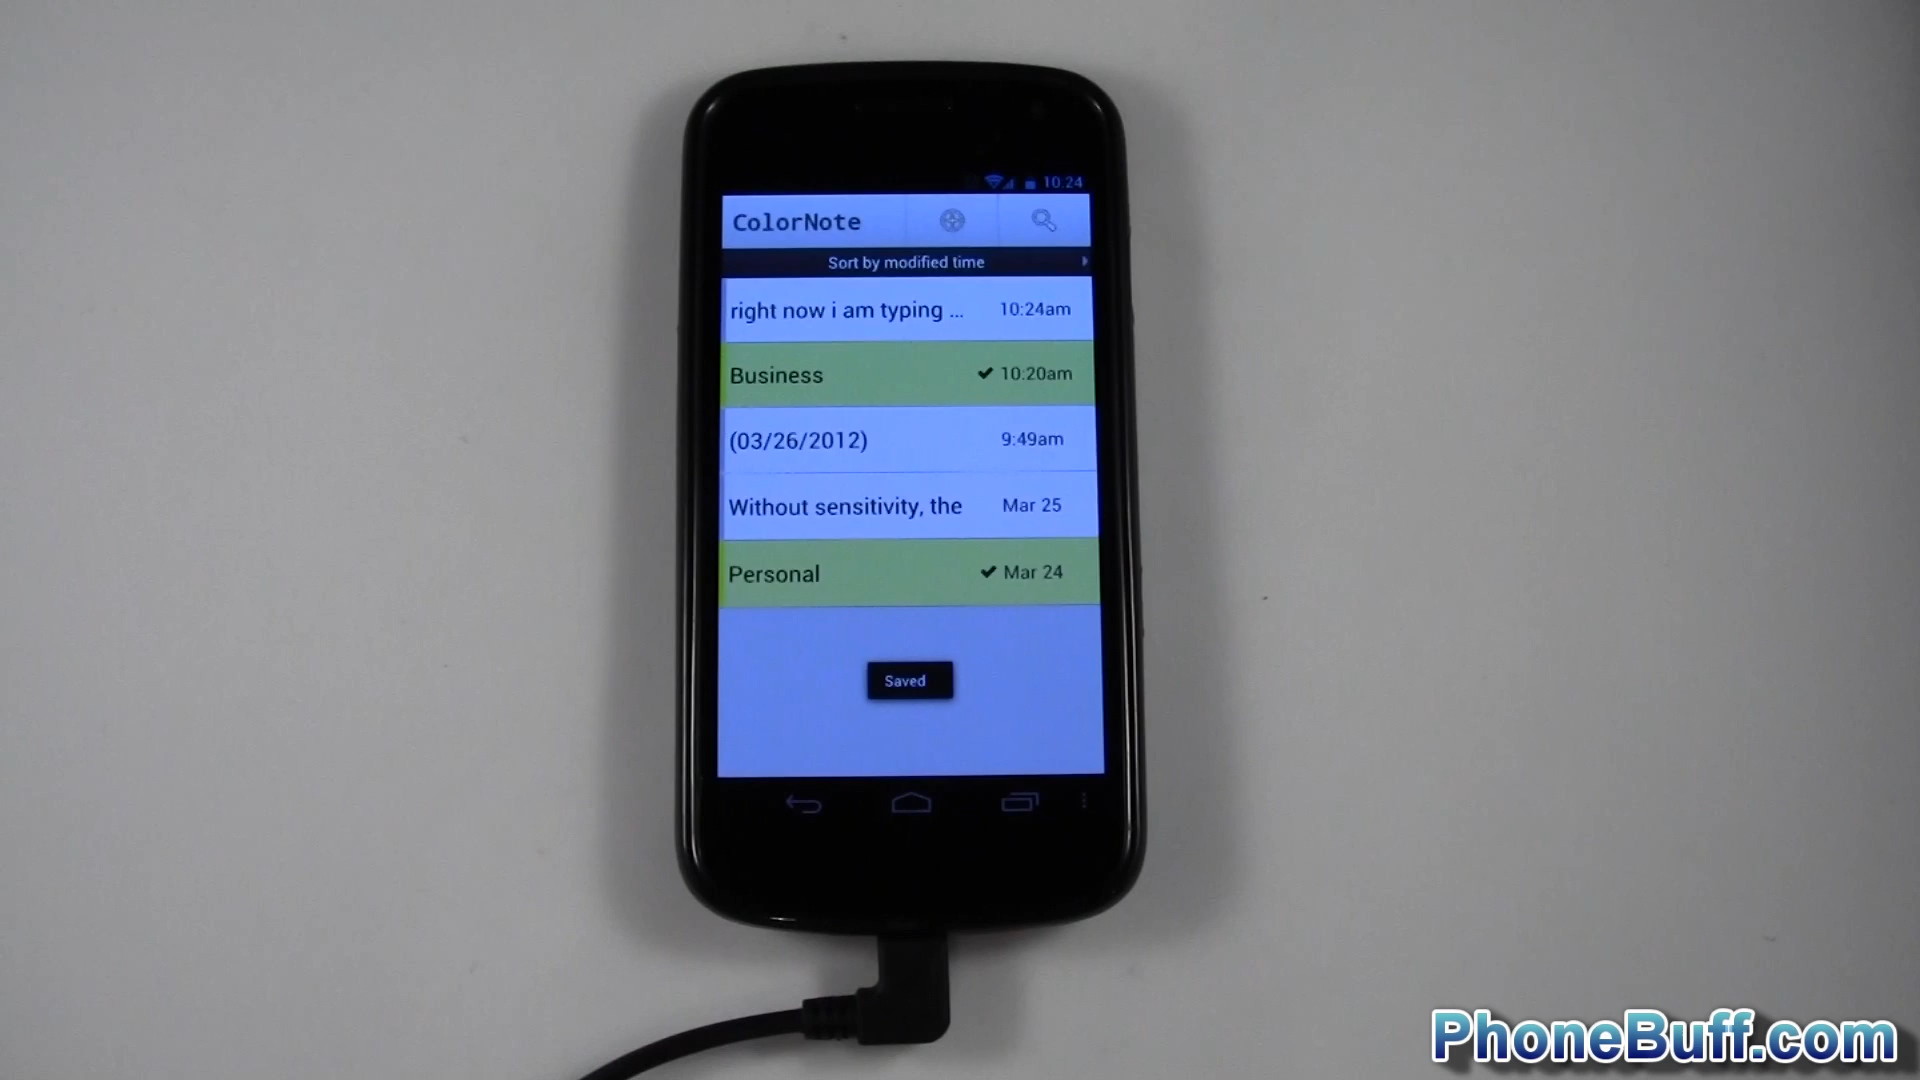 10:24
ColorNote
Sort by modified time
right now i am typing ... 10:24am
Business ✔ 10:20am
(03/26/2012) 9:49am
Without sensitivity, the Mar 25
Personal ✔ Mar 24
Saved
PhoneBuff.com